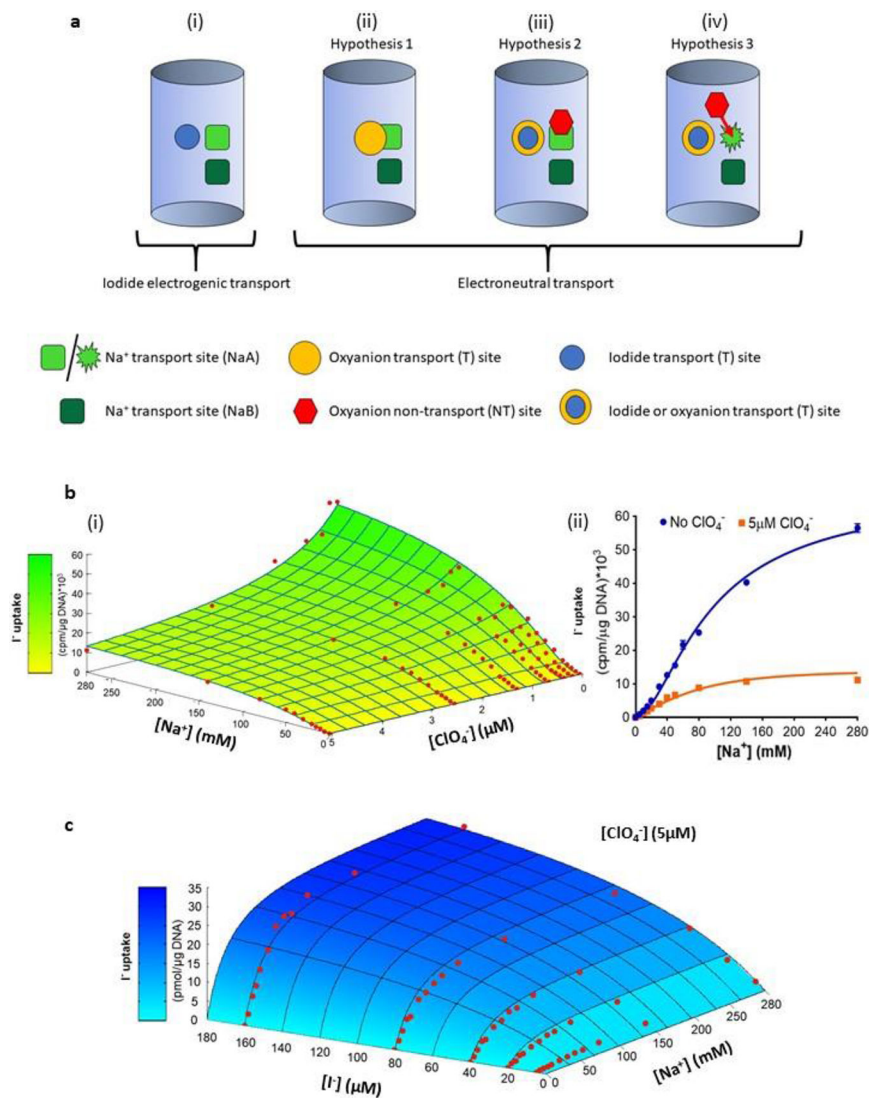 a
(i)
(ii)
Hypothesis 1
(iii)
Hypothesis 2
(iv)
Hypothesis 3
Iodide electrogenic transport
Electroneutral transport
Na⁺ transport site (NaA)
Oxyanion transport (T) site
Iodide transport (T) site
Na⁺ transport site (NaB)
Oxyanion non-transport (NT) site
Iodide or oxyanion transport (T) site
b
(i)
I⁻ uptake
(cpm/μg DNA)*10³
60
50
40
30
20
10
0
280
250
200
150
100
50
0
[Na⁺] (mM)
5
4
3
2
1
0
[ClO₄⁻] (μM)
(ii)
No ClO₄⁻
5μM ClO₄⁻
I⁻ uptake
(cpm/μg DNA)*10³
60
50
40
30
20
10
0
0 40 80 120 160 200 240 280
[Na⁺] (mM)
c
[ClO₄⁻] (5μM)
I⁻ uptake
(pmol/μg DNA)
35
30
25
20
15
10
5
0
180
160
140
120
100
80
60
40
20
0
[I⁻] (μM)
0
50
100
150
200
250
280
[Na⁺] (mM)